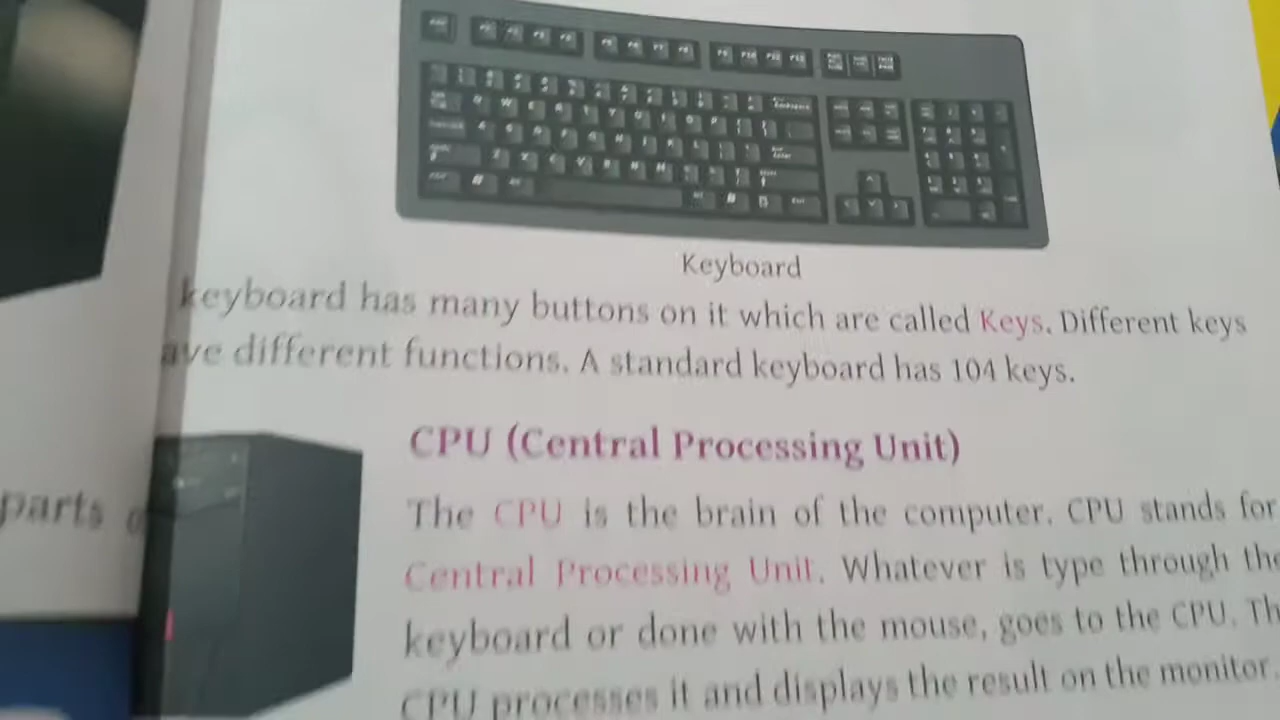 Keyboard
keyboard has many buttons on it which are called Keys. Different keys
ave different functions. A standard keyboard has 104 keys.
CPU (Central Processing Unit)
The CPU is the brain of the computer. CPU stands for
parts
Central Processing Unit. Whatever is type through the
keyboard or done with the mouse, goes to the CPU. Th
CPU processes it and displays the result on the monitor.